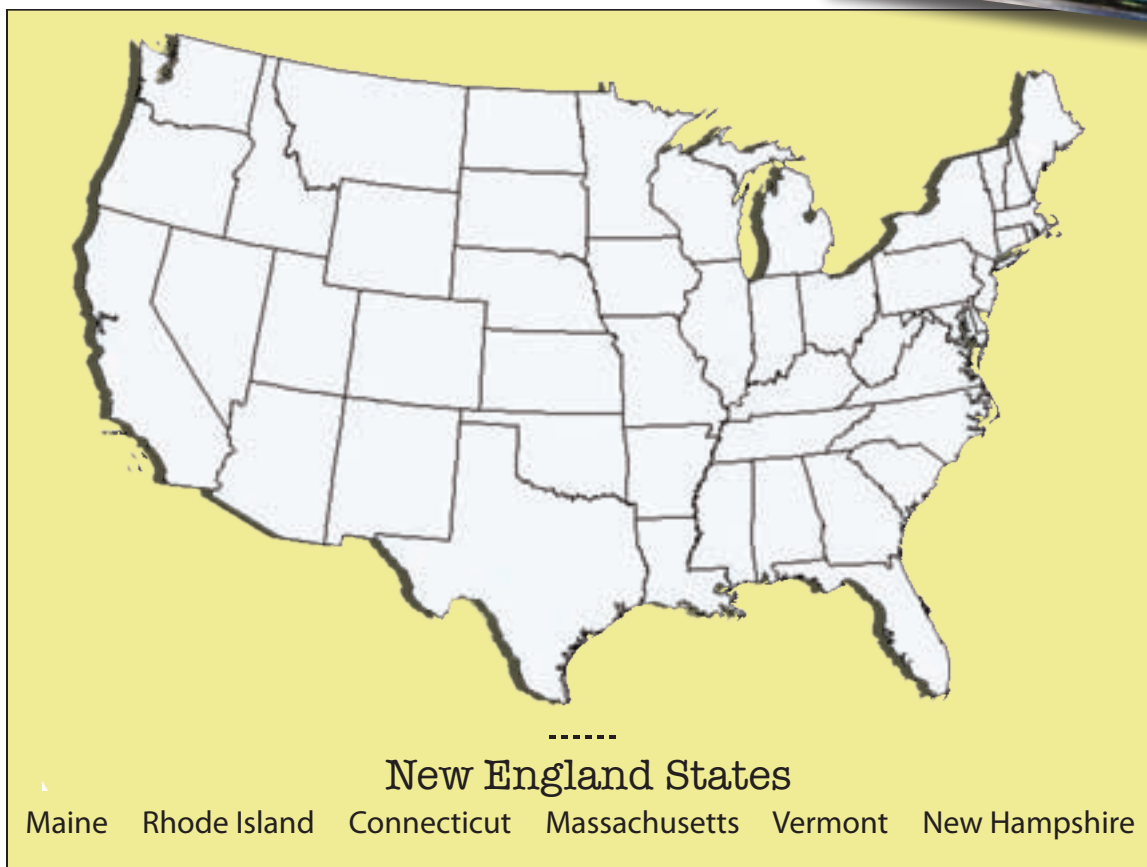 New England States
Maine Rhode Island Connecticut Massachusetts Vermont New Hampshire